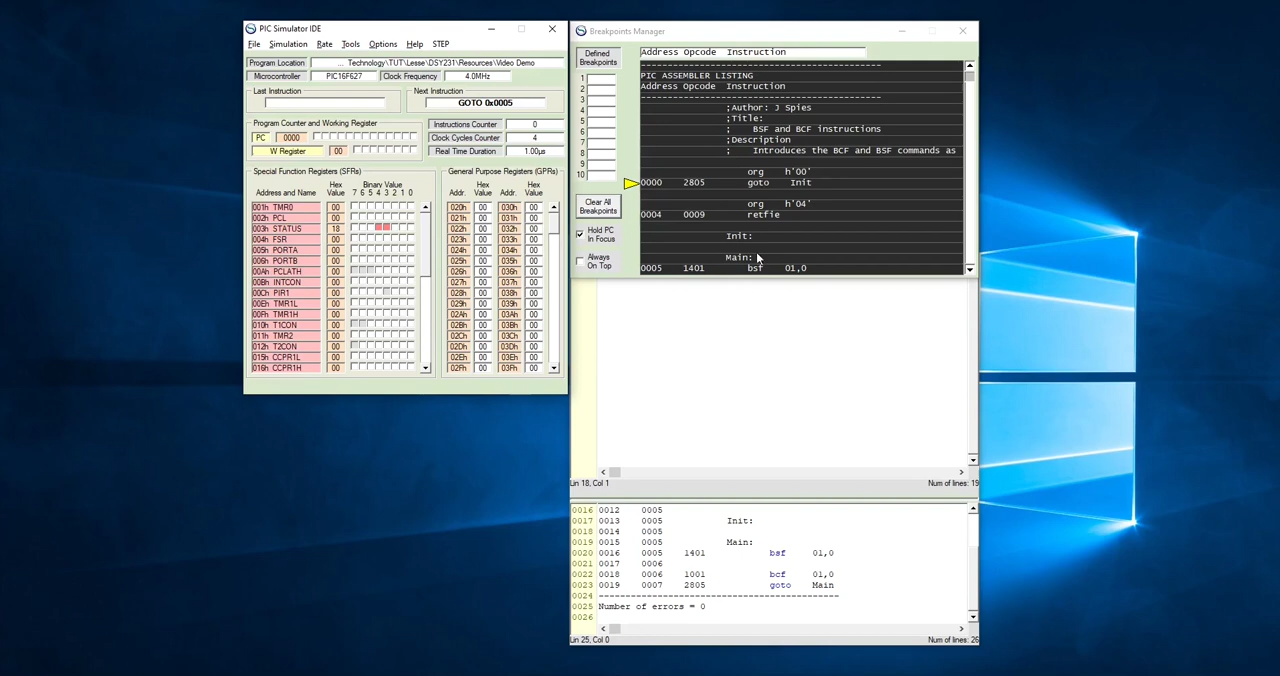 PIC Simulator IDE
File Simulation Rate Tools Options Help STEP
Program Location ... Technology\TUT\Lesse\DSY231\Resources\Video Demo
Microcontroller PIC16F627 Clock Frequency 4.0MHz
Last Instruction Next Instruction
GOTO 0x0005
Program Counter and Working Register
PC 0000
W Register 00
Instructions Counter 0
Clock Cycles Counter 4
Real Time Duration 1.00µs
Special Function Registers (SFRs)
Hex Binary Value
Address and Name Value 7 6 5 4 3 2 1 0
001h TMR0 00
002h PCL 00
003h STATUS 18
004h FSR 00
005h PORTA 00
006h PORTB 00
00Ah PCLATH 00
00Bh INTCON 00
00Ch PIR1 00
00Eh TMR1L 00
00Fh TMR1H 00
010h T1CON 00
011h TMR2 00
012h T2CON 00
015h CCPR1L 00
016h CCPR1H 00
General Purpose Registers (GPRs)
Hex Hex
Addr. Value Addr. Value
020h 00 030h 00
021h 00 031h 00
022h 00 032h 00
023h 00 033h 00
024h 00 034h 00
025h 00 035h 00
026h 00 036h 00
027h 00 037h 00
028h 00 038h 00
029h 00 039h 00
02Ah 00 03Ah 00
02Bh 00 03Bh 00
02Ch 00 03Ch 00
02Dh 00 03Dh 00
02Eh 00 03Eh 00
02Fh 00 03Fh 00
Breakpoints Manager
Defined
Breakpoints
1
2
3
4
5
6
7
8
9
10
Clear All
Breakpoints
Hold PC
In Focus
Always
On Top
Address Opcode Instruction
------------------------------------------
PIC ASSEMBLER LISTING
Address Opcode Instruction
------------------------------------------
;Author: J Spies
;Title:
; BSF and BCF instructions
;Description
; Introduces the BCF and BSF commands as
org h'00'
0000 2805 goto Init
org h'04'
0004 0009 retfie
Init:
Main:
0005 1401 bsf 01,0
Lin 18, Col 1 Num of lines: 19
0016 0012 0005
0017 0013 0005 Init:
0018 0014 0005
0019 0015 0005 Main:
0020 0016 0005 1401 bsf 01,0
0021 0017 0006
0022 0018 0006 1001 bcf 01,0
0023 0019 0007 2805 goto Main
0024 ------------------------------------------
0025 Number of errors = 0
0026
Lin 25, Col 0 Num of lines: 26